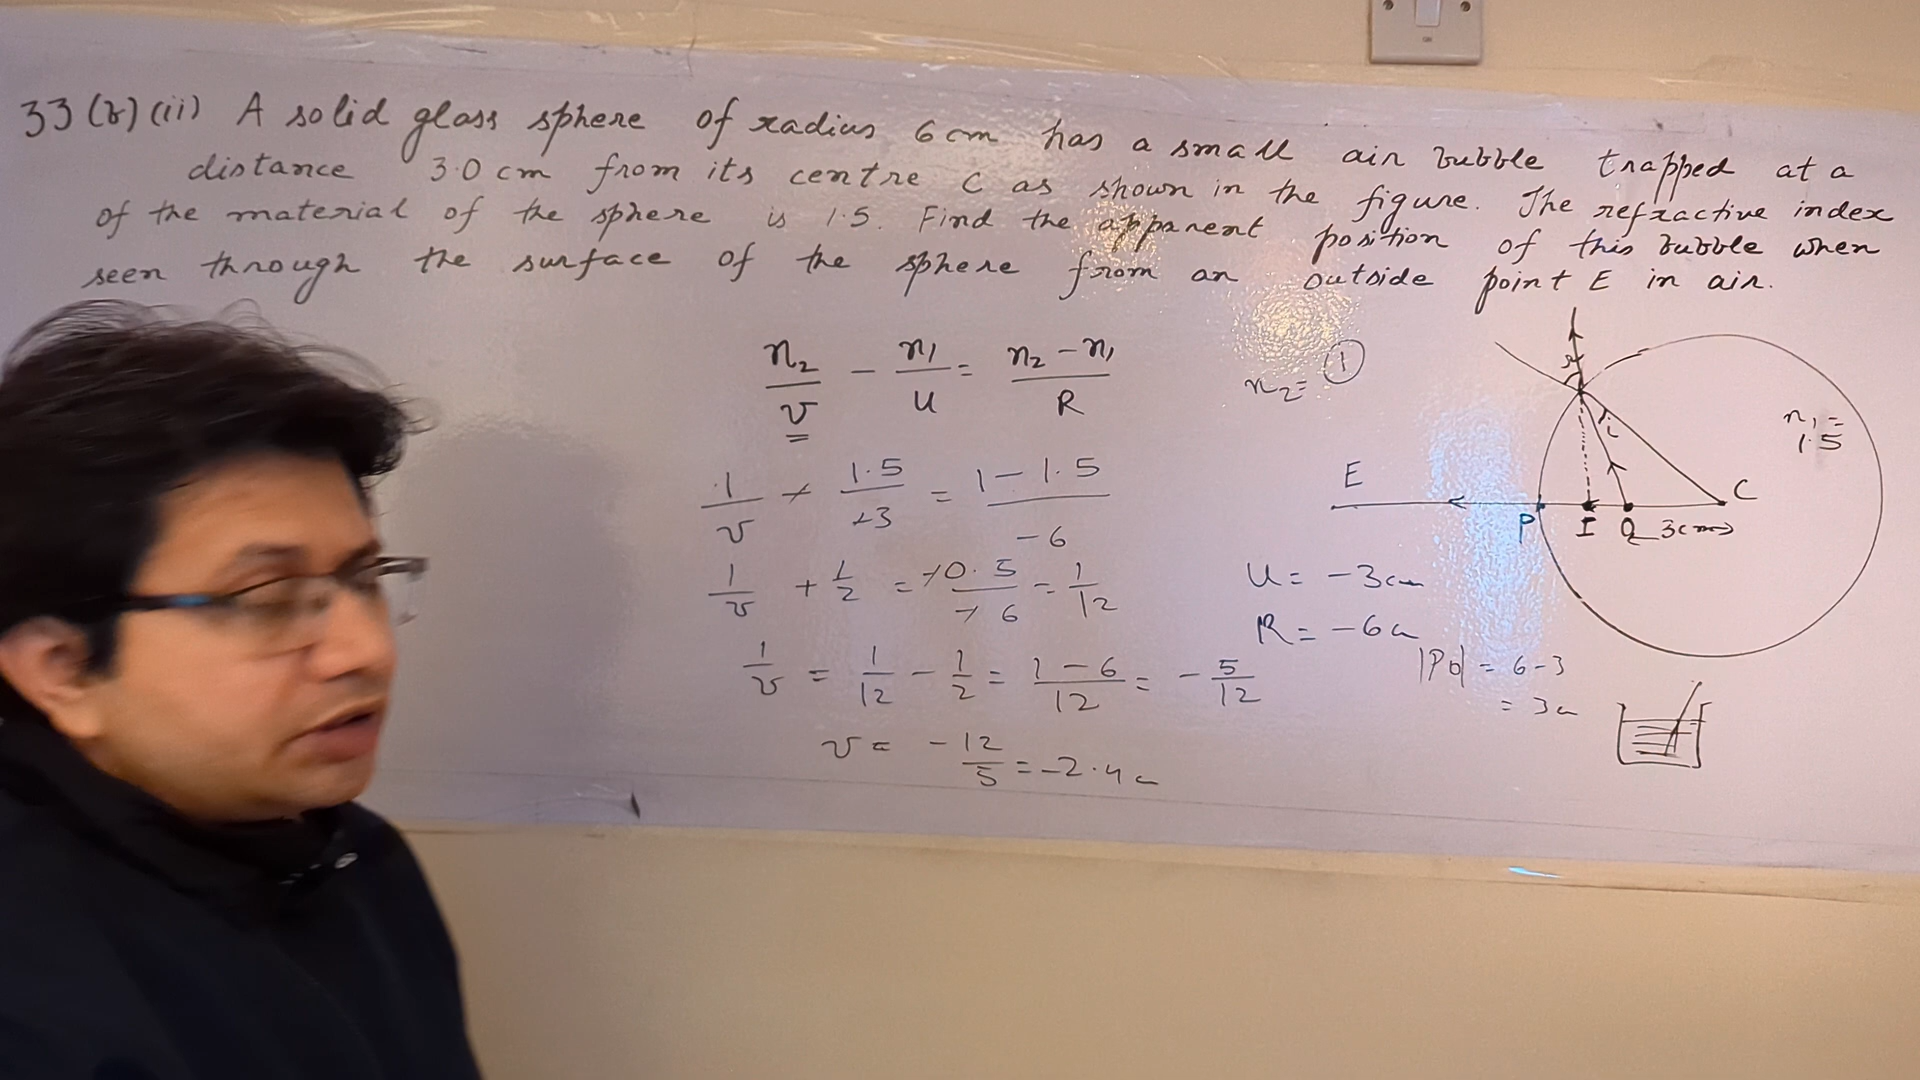 33 (b) (ii) A solid glass sphere of radius 6 cm has a small air bubble trapped at a
distance 3.0 cm from its centre C as shown in the figure. The refractive index
of the material of the sphere is 1.5. Find the apparent position of this bubble when
seen through the surface of the sphere from an outside point E in air.
n₂/v - n₁/u = (n₂ - n₁)/R
n₂ = 1
1/v + 1.5/+3 = (1 - 1.5)/-6
1/v + 1/2 = +0.5/+6 = 1/12
1/v = 1/12 - 1/2 = (1 - 6)/12 = -5/12
v = -12/5 = -2.4 c
r
i
n₁ = 1.5
E
C
P I O 3cm
u = -3cm
R = -6c
|PO| = 6-3
= 3c